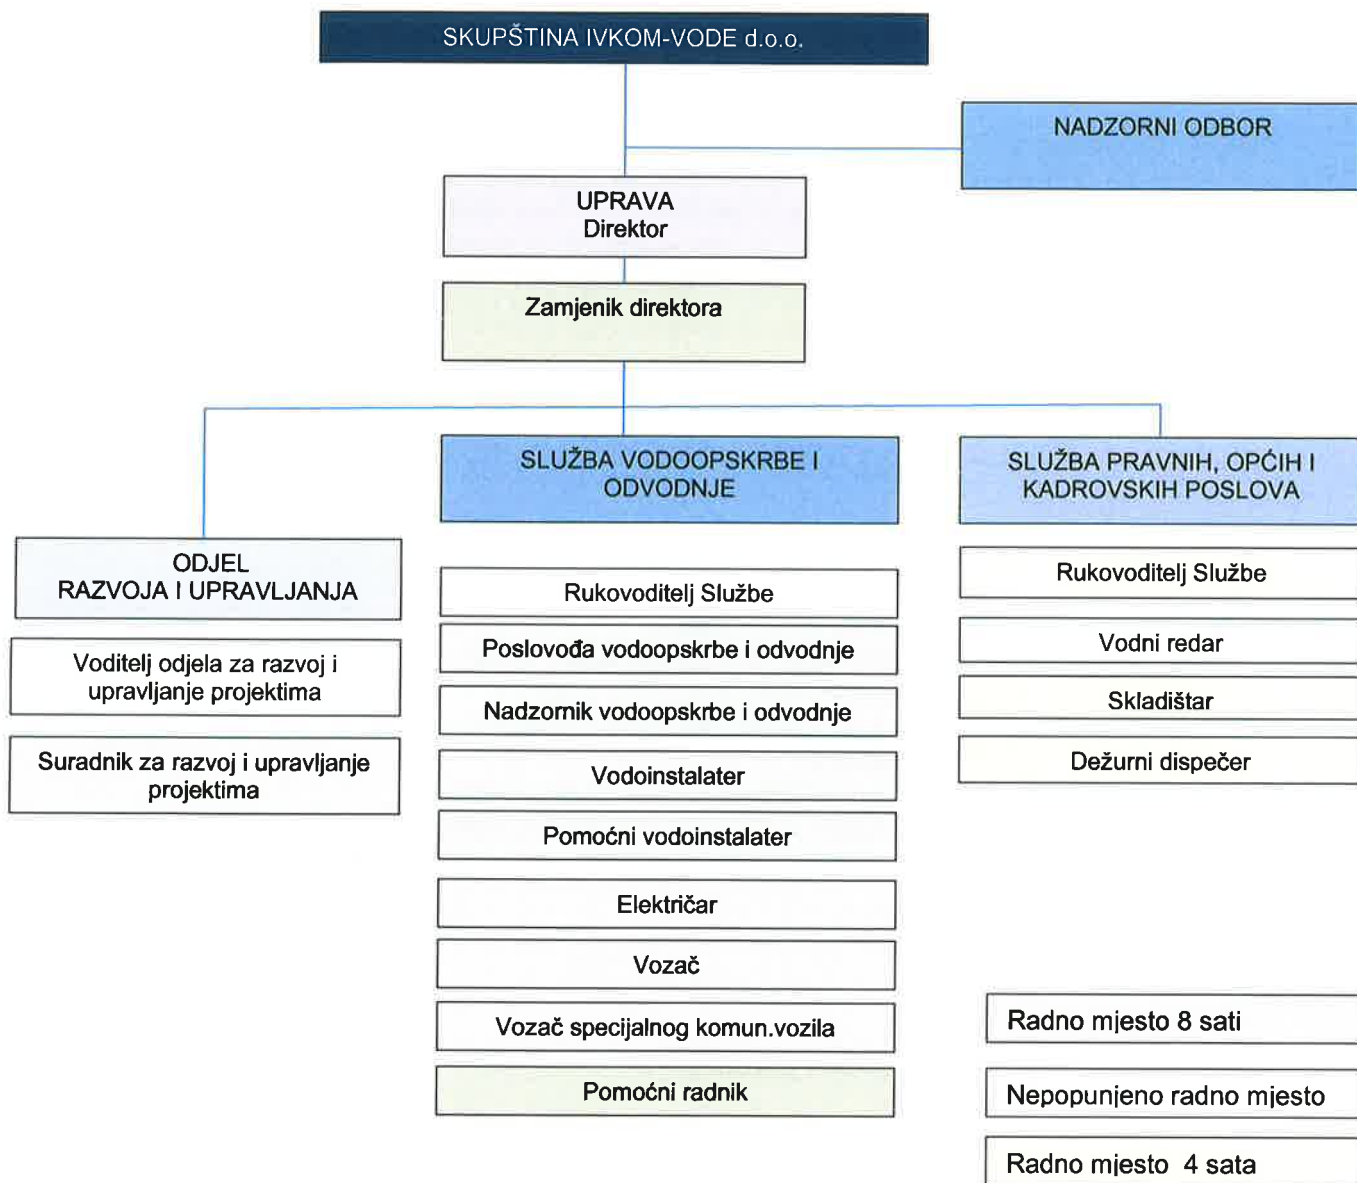 SKUPŠTINA IVKOM-VODE d.o.o.
NADZORNI ODBOR
UPRAVA
Direktor
Zamjenik direktora
ODJEL
RAZVOJA I UPRAVLJANJA
Voditelj odjela za razvoj i
upravljanje projektima
Suradnik za razvoj i upravljanje
projektima
SLUŽBA VODOOPSKRBE I
ODVODNJE
Rukovoditelj Službe
Poslovođa vodoopskrbe i odvodnje
Nadzornik vodoopskrbe i odvodnje
Vodoinstalater
Pomoćni vodoinstalater
Električar
Vozač
Vozač specijalnog komun.vozila
Pomoćni radnik
SLUŽBA PRAVNIH, OPĆIH I
KADROVSKIH POSLOVA
Rukovoditelj Službe
Vodni redar
Skladištar
Dežurni dispečer
Radno mjesto 8 sati
Nepopunjeno radno mjesto
Radno mjesto 4 sata